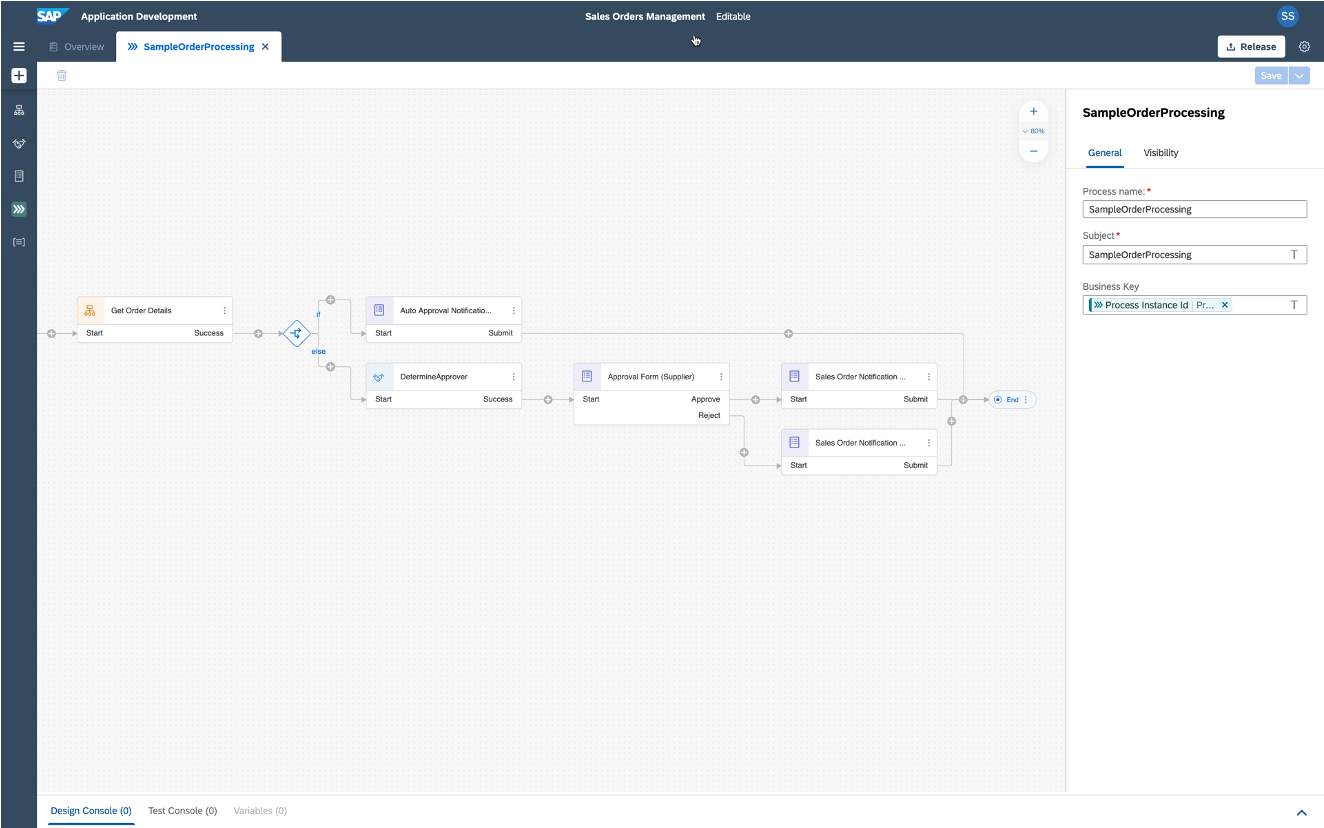 SAP Application Development Sales Orders Management Editable SS
Overview SampleOrderProcessing Release
Save
SampleOrderProcessing
80%
General Visibility
Process name:*
SampleOrderProcessing
Subject*
SampleOrderProcessing T
Business Key
Process Instance Id | Pr... T
Get Order Details
Start Success
if
else
Auto Approval Notificatio...
Start Submit
DetermineApprover
Start Success
Approval Form (Supplier)
Start Approve
Reject
Sales Order Notification ...
Start Submit
End
Sales Order Notification ...
Start Submit
Design Console (0) Test Console (0) Variables (0)